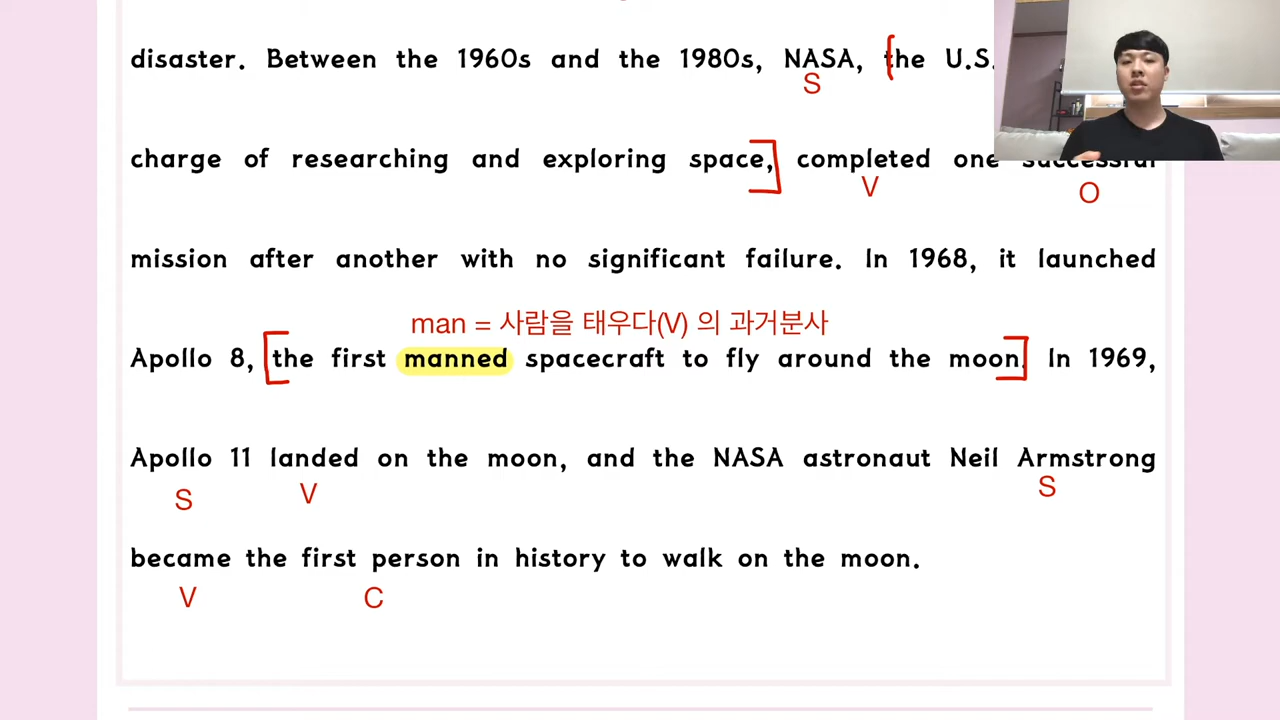 disaster. Between the 1960s and the 1980s, NASA, the U.S.
S
charge of researching and exploring space, completed one successful
V O
mission after another with no significant failure. In 1968, it launched
man = 사람을 태우다(V) 의 과거분사
Apollo 8, the first manned spacecraft to fly around the moon. In 1969,
Apollo 11 landed on the moon, and the NASA astronaut Neil Armstrong
S V S
became the first person in history to walk on the moon.
V C